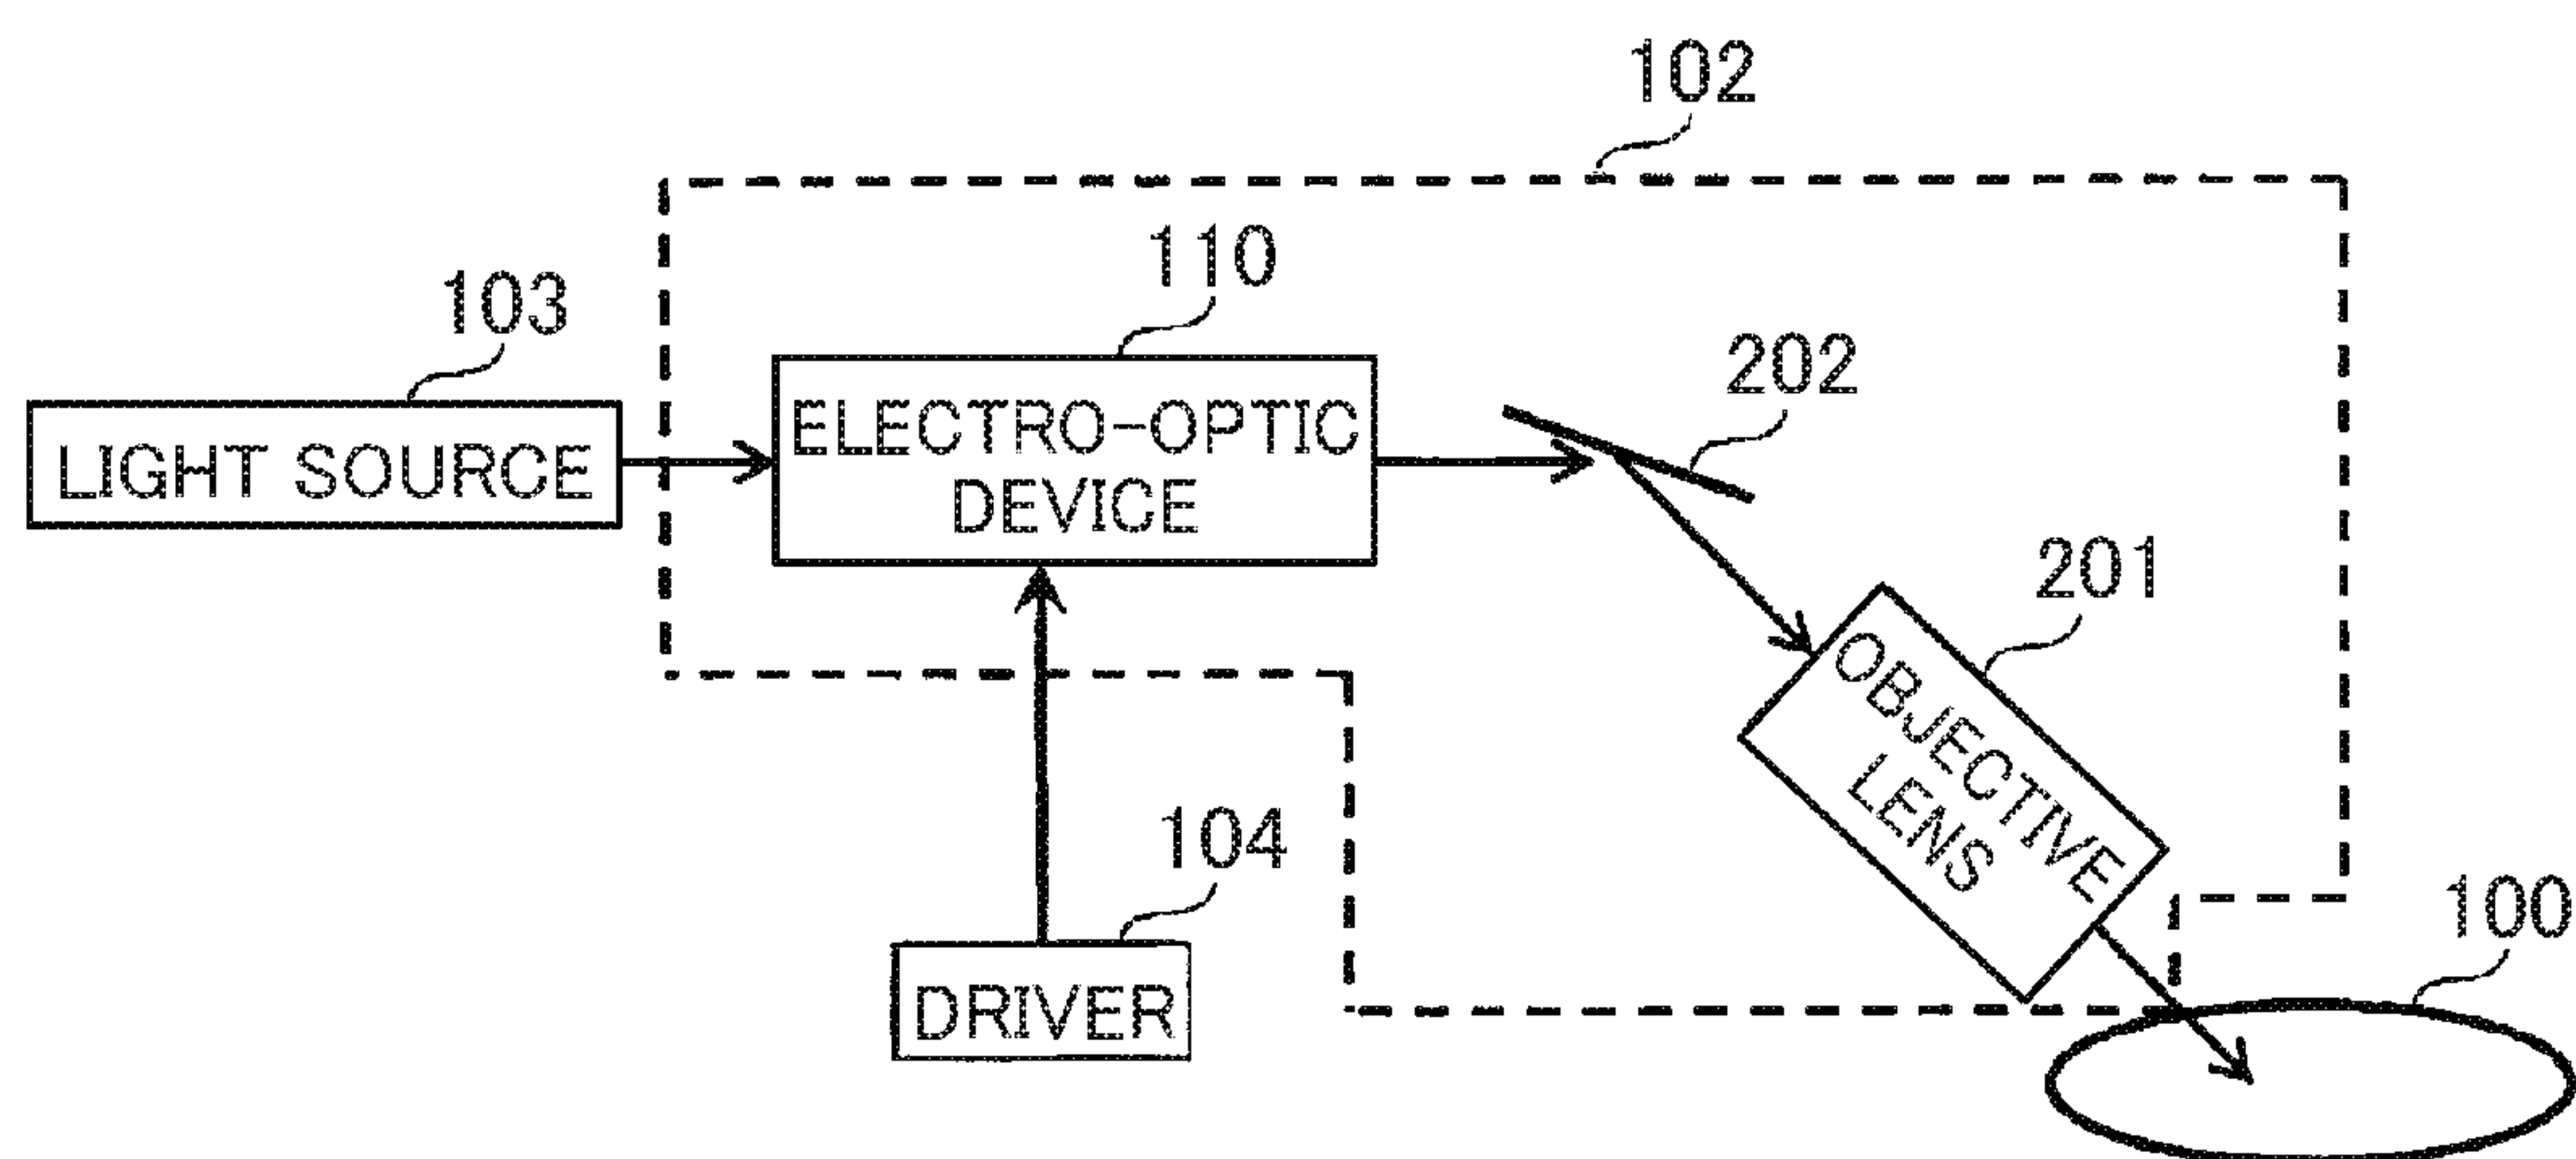 102
110
103
202
LIGHT SOURCE
ELECTRO-OPTIC
DEVICE
201
OBJECTIVE
LENS
104
DRIVER
100